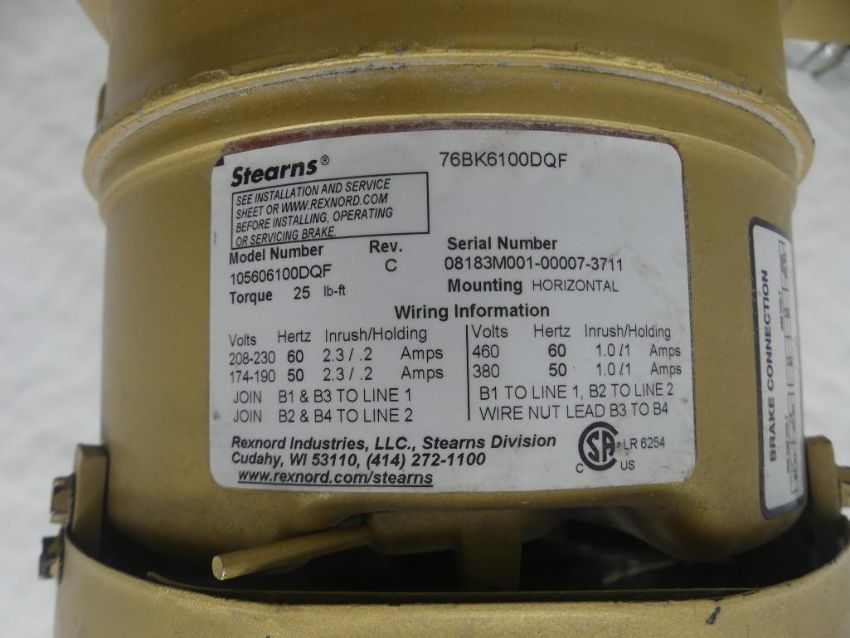 Stearns® 76BK6100DQF
SEE INSTALLATION AND SERVICE
SHEET OR WWW.REXNORD.COM
BEFORE INSTALLING, OPERATING
OR SERVICING BRAKE.
Model Number Rev. Serial Number
105606100DQF C 08183M001-00007-3711
Torque 25 lb-ft Mounting HORIZONTAL
Wiring Information
Volts Hertz Inrush/Holding
208-230 60 2.3 / .2 Amps
174-190 50 2.3 / .2 Amps
JOIN B1 & B3 TO LINE 1
JOIN B2 & B4 TO LINE 2
Volts Hertz Inrush/Holding
460 60 1.0 /1 Amps
380 50 1.0 /1 Amps
B1 TO LINE 1, B2 TO LINE 2
WIRE NUT LEAD B3 TO B4
Rexnord Industries, LLC., Stearns Division
Cudahy, WI 53110, (414) 272-1100
www.rexnord.com/stearns
C SA US LR 6254
BRAKE CONNECTION